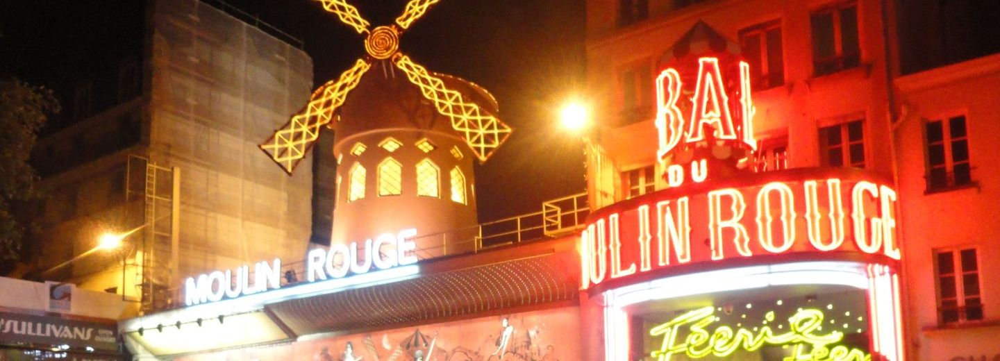 BAL
DU
MOULIN ROUGE
MOULIN ROUGE
Féerie
O'SULLIVANS